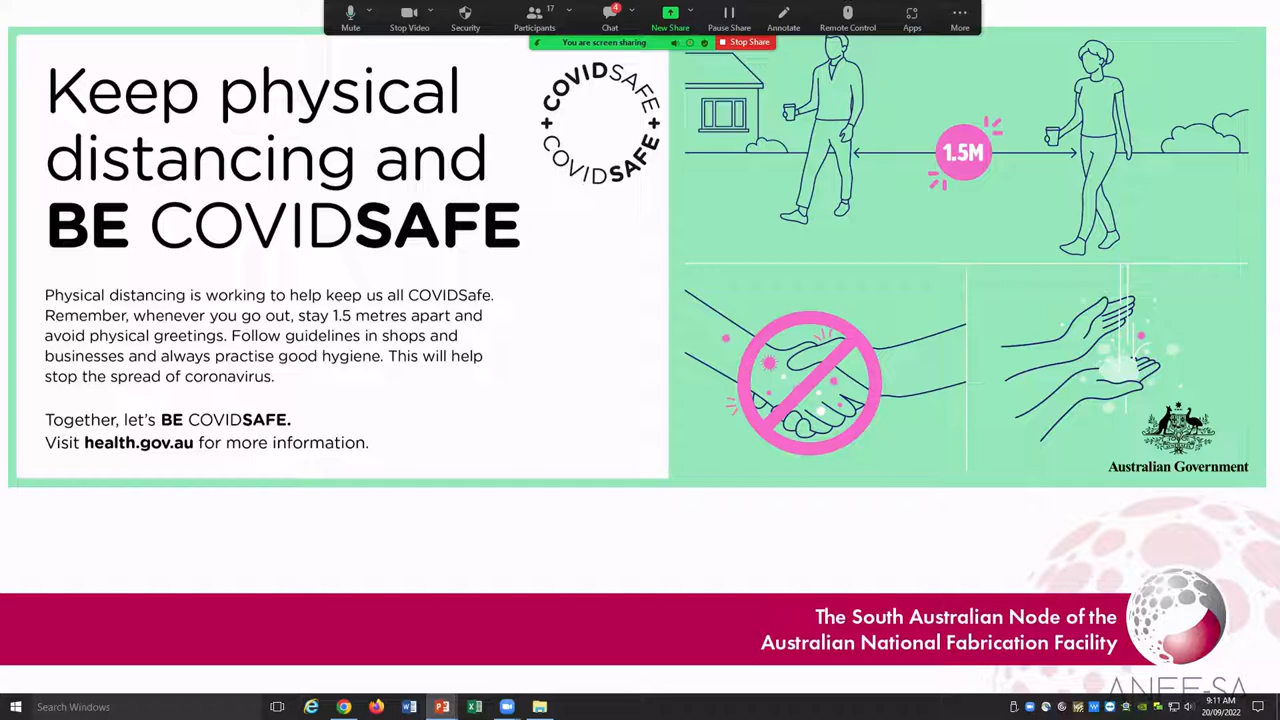 Mute
Stop Video
Security
17
Participants
4
Chat
New Share
Pause Share
Annotate
Remote Control
Apps
More
You are screen sharing
Stop Share
Keep physical
distancing and
BE COVIDSAFE
COVIDSAFE
COVIDSAFE
1.5M
Physical distancing is working to help keep us all COVIDSafe.
Remember, whenever you go out, stay 1.5 metres apart and
avoid physical greetings. Follow guidelines in shops and
businesses and always practise good hygiene. This will help
stop the spread of coronavirus.
Together, let's BE COVIDSAFE.
Visit health.gov.au for more information.
Australian Government
The South Australian Node of the
Australian National Fabrication Facility
Search Windows
9:11 AM
20/09/2022